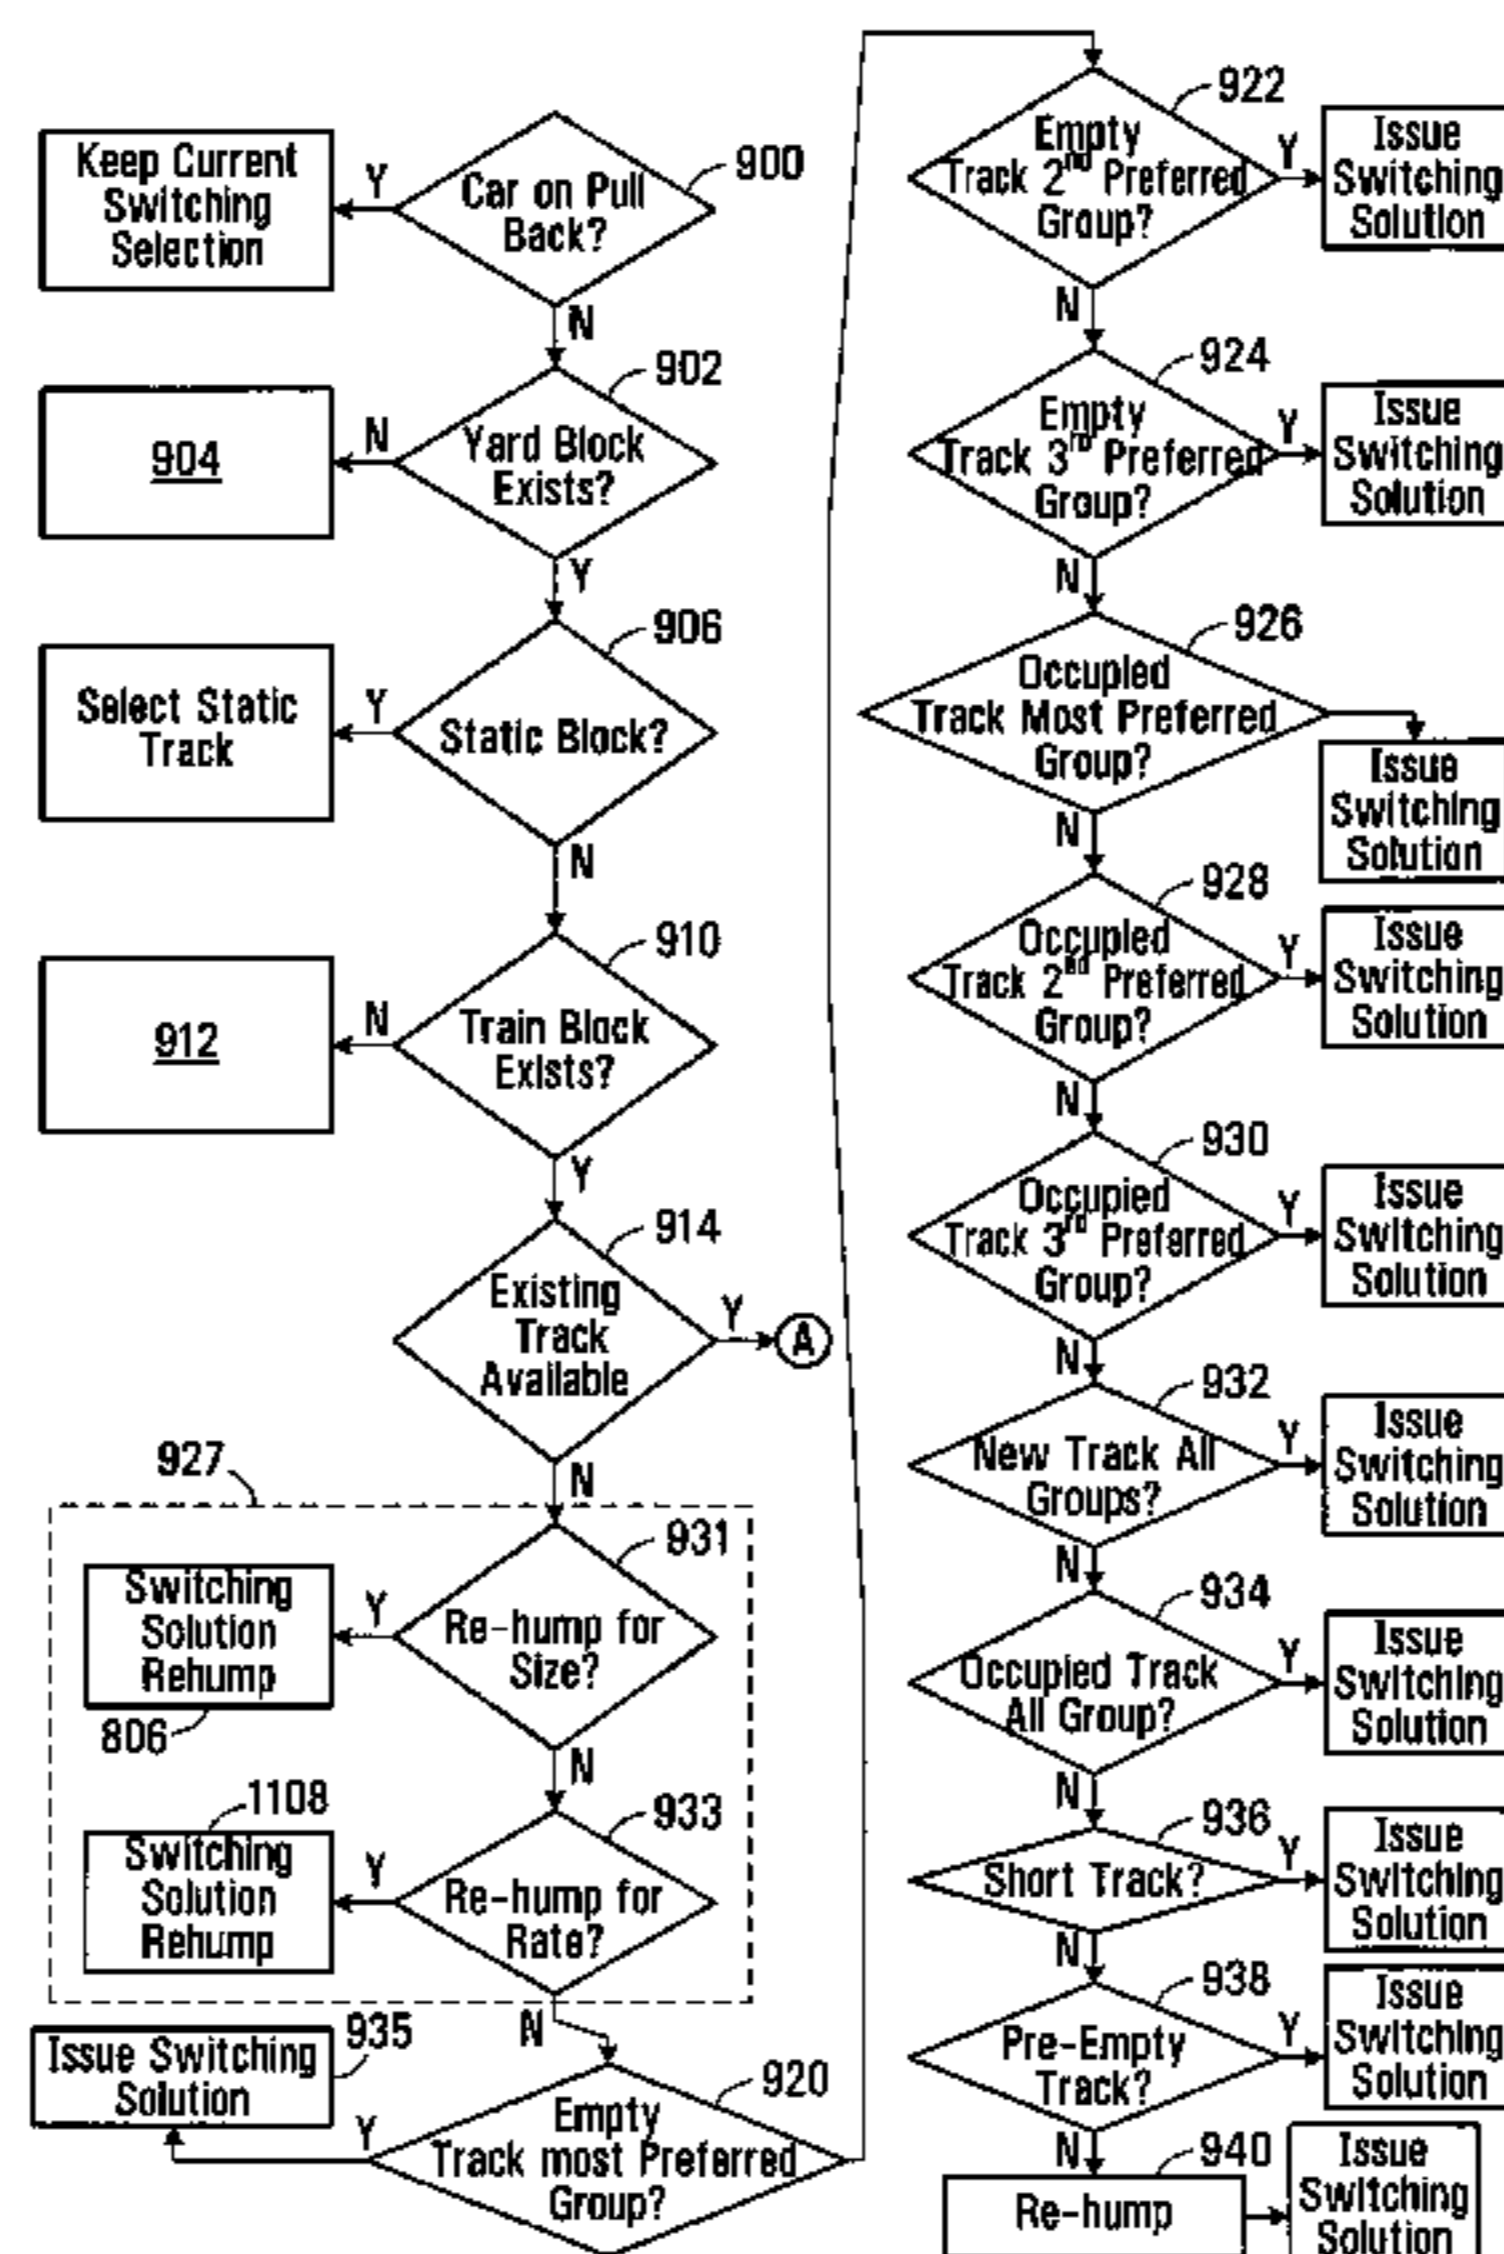 Keep Current
Switching
Selection
Y
Car on Pull
Back?
900
N
904
N
Yard Block
Exists?
902
Y
Select Static
Track
Y
Static Block?
906
N
912
N
Train Block
Exists?
910
Y
Existing
Track
Available
914
Y
A
N
927
Switching
Solution
Rehump
806
Y
Re-hump for
Size?
931
N
1108
Switching
Solution
Rehump
Y
Re-hump for
Rate?
933
N
Issue Switching
Solution
935
Y
Empty
Track most Preferred
Group?
920
Empty
Track 2nd Preferred
Group?
922
Y
Issue
Switching
Solution
N
Empty
Track 3rd Preferred
Group?
924
Y
Issue
Switching
Solution
N
Occupied
Track Most Preferred
Group?
926
Issue
Switching
Solution
N
Occupied
Track 2nd Preferred
Group?
928
Y
Issue
Switching
Solution
N
Occupied
Track 3rd Preferred
Group?
930
Y
Issue
Switching
Solution
N
New Track All
Groups?
932
Y
Issue
Switching
Solution
N
Occupied Track
All Group?
934
Y
Issue
Switching
Solution
N
Short Track?
936
Y
Issue
Switching
Solution
N
Pre-Empty
Track?
938
Y
Issue
Switching
Solution
N
Re-hump
940
Issue
Switching
Solution